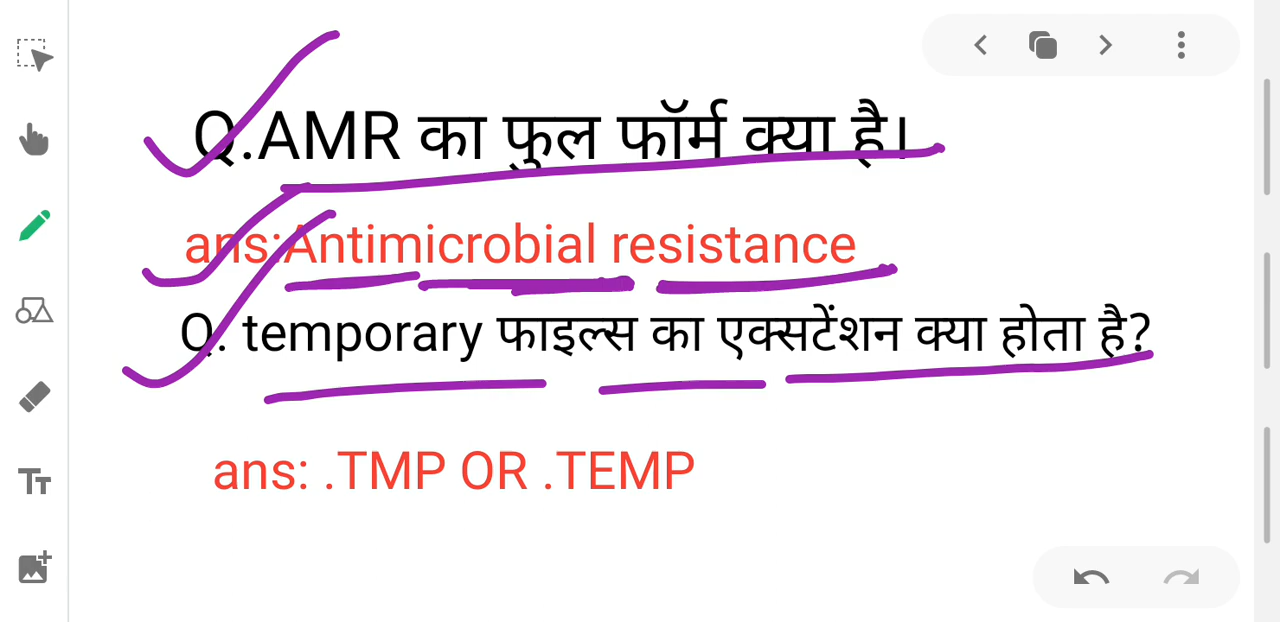 Q.AMR का फुल फॉर्म क्या है।
ans:Antimicrobial resistance
Q. temporary फाइल्स का एक्सटेंशन क्या होता है?
ans: .TMP OR .TEMP